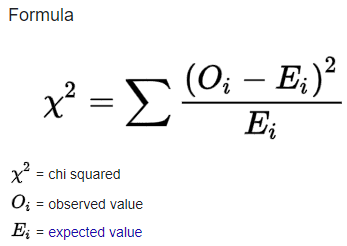 Formula
χ² = ∑ (Oᵢ − Eᵢ)² / Eᵢ
χ² = chi squared
Oᵢ = observed value
Eᵢ = expected value